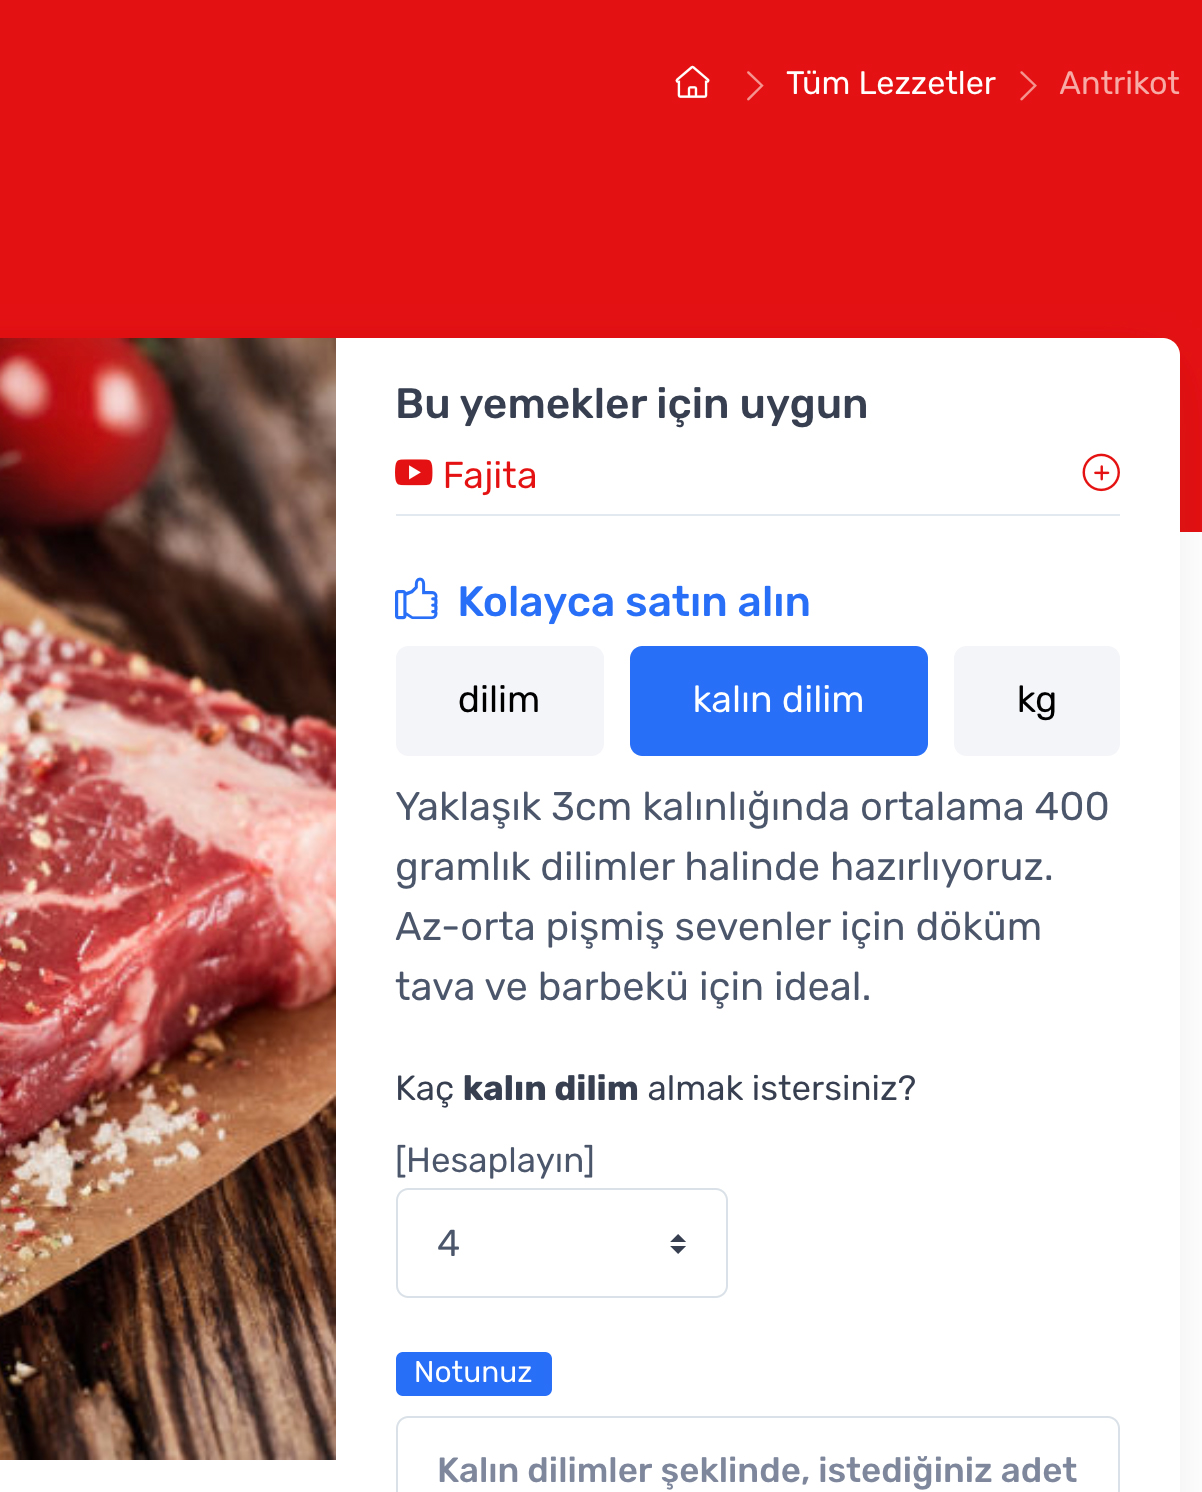 Tüm Lezzetler
Antrikot
Bu yemekler için uygun
Fajita
Kolayca satın alın
dilim
kalın dilim
kg
Yaklaşık 3cm kalınlığında ortalama 400
gramlık dilimler halinde hazırlıyoruz.
Az-orta pişmiş sevenler için döküm
tava ve barbekü için ideal.
Kaç kalın dilim almak istersiniz?
[Hesaplayın]
4
Notunuz
Kalın dilimler şeklinde, istediğiniz adet